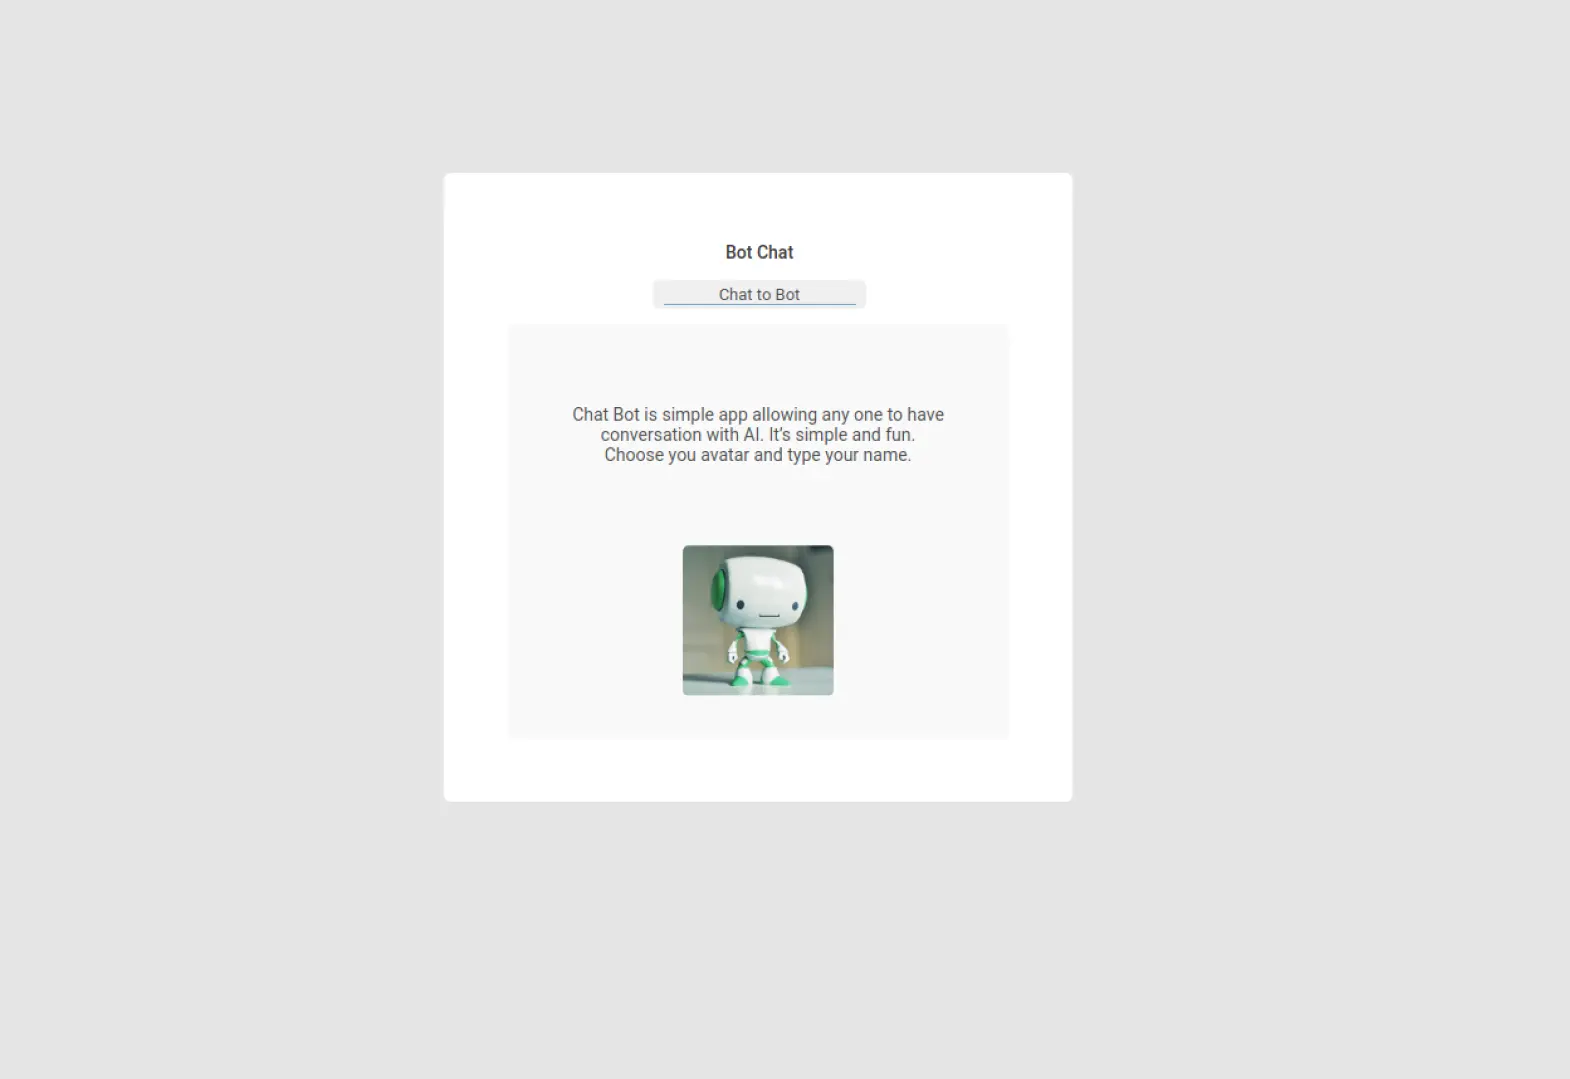 Bot Chat
Chat to Bot
Chat Bot is simple app allowing any one to have
conversation with AI. It's simple and fun.
Choose you avatar and type your name.